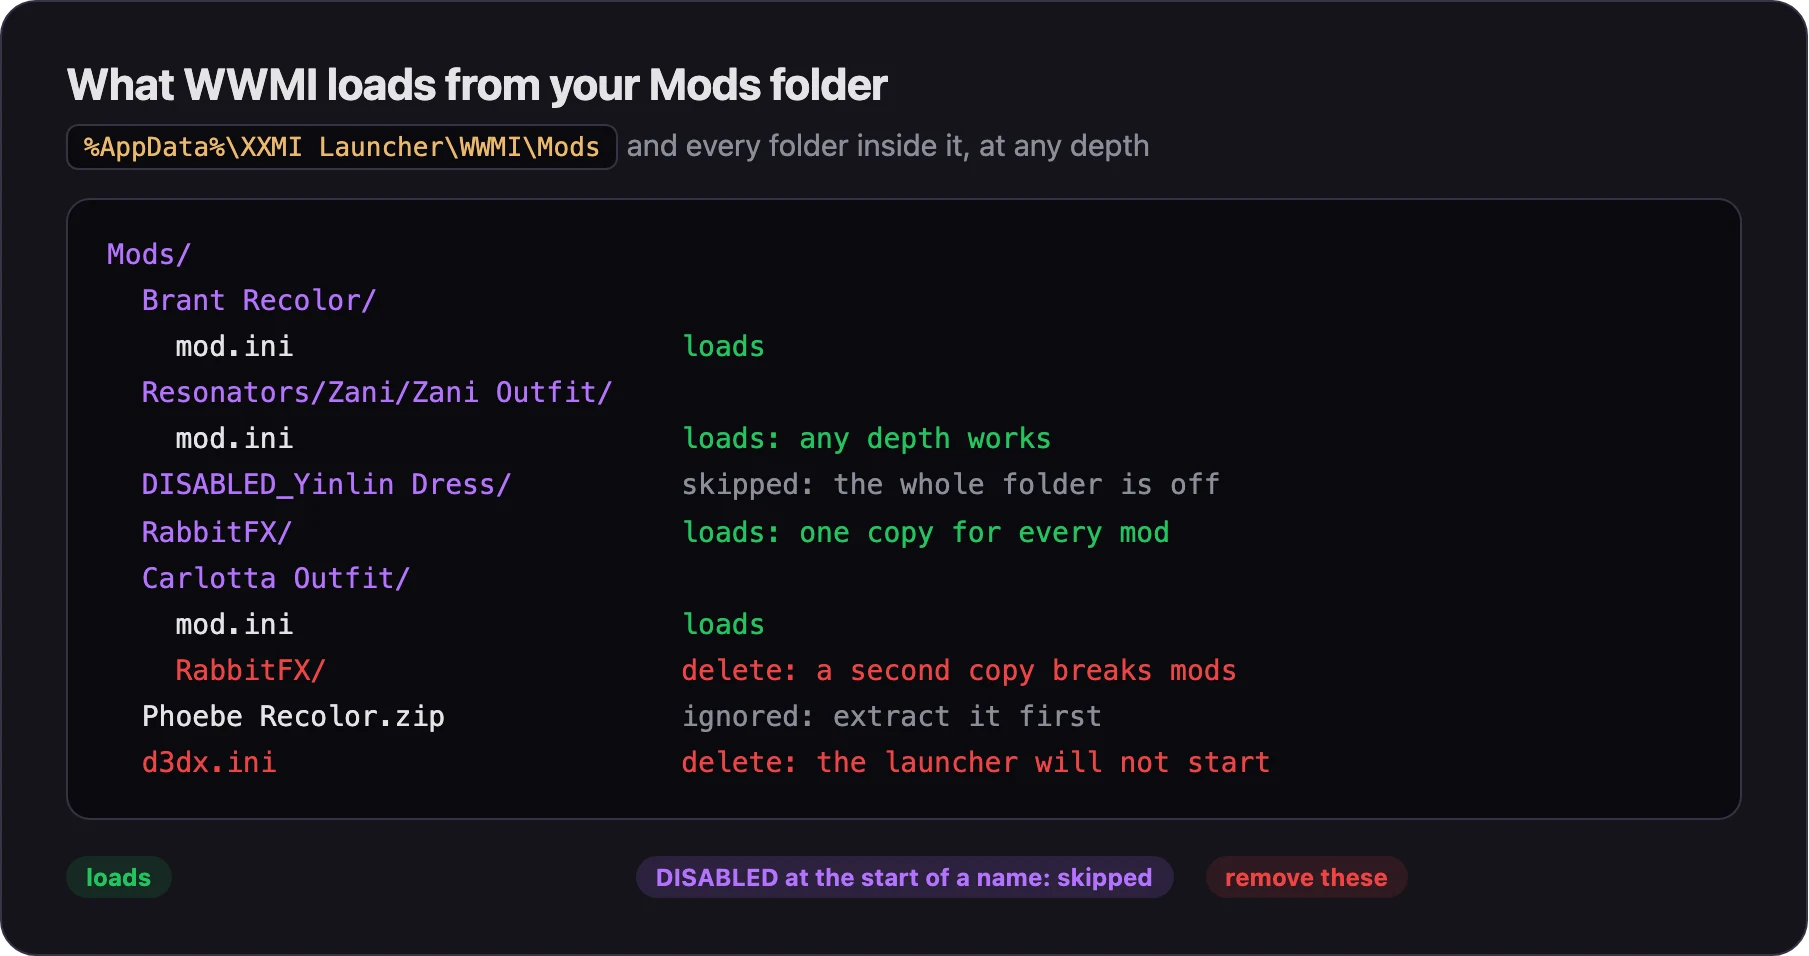 What WWMI loads from your Mods folder
%AppData%\XXMI Launcher\WWMI\Mods and every folder inside it, at any depth
Mods/
Brant Recolor/
mod.ini loads
Resonators/Zani/Zani Outfit/
mod.ini loads: any depth works
DISABLED_Yinlin Dress/ skipped: the whole folder is off
RabbitFX/ loads: one copy for every mod
Carlotta Outfit/
mod.ini loads
RabbitFX/ delete: a second copy breaks mods
Phoebe Recolor.zip ignored: extract it first
d3dx.ini delete: the launcher will not start
loads DISABLED at the start of a name: skipped remove these